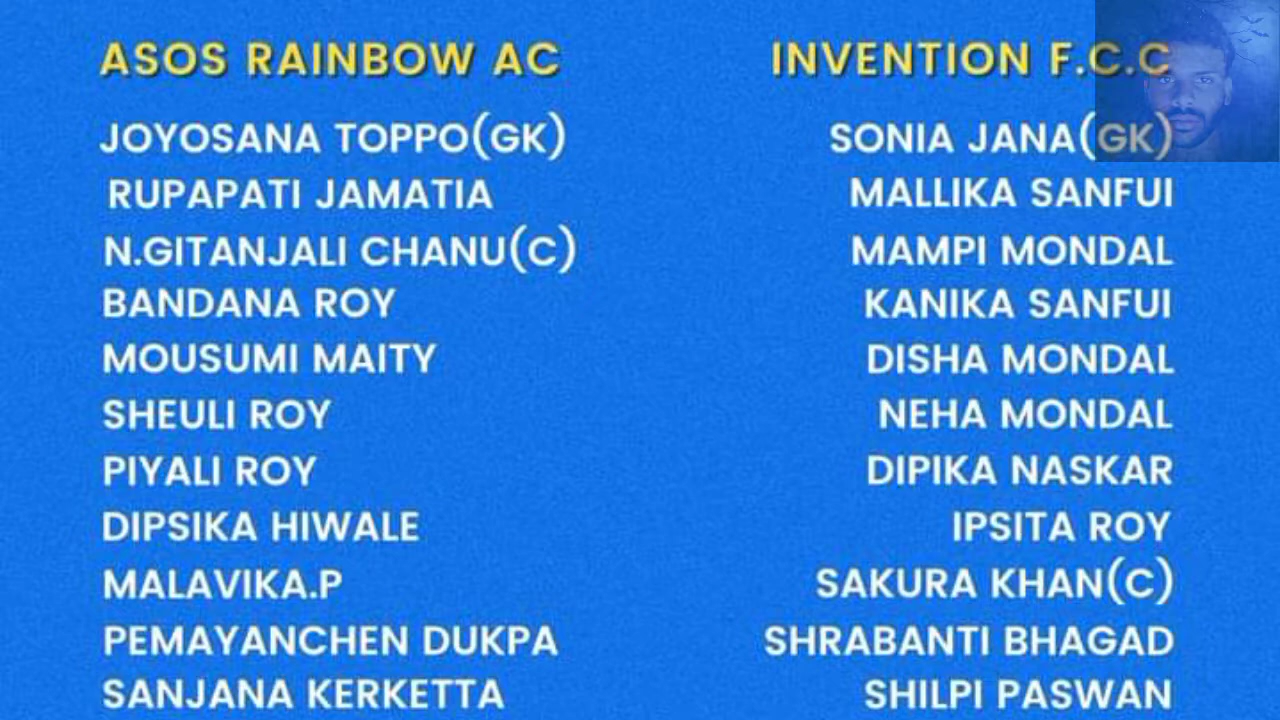 ASOS RAINBOW AC
JOYOSANA TOPPO(GK)
RUPAPATI JAMATIA
N.GITANJALI CHANU(C)
BANDANA ROY
MOUSUMI MAITY
SHEULI ROY
PIYALI ROY
DIPSIKA HIWALE
MALAVIKA.P
PEMAYANCHEN DUKPA
SANJANA KERKETTA
INVENTION F.C.C
SONIA JANA(GK)
MALLIKA SANFUI
MAMPI MONDAL
KANIKA SANFUI
DISHA MONDAL
NEHA MONDAL
DIPIKA NASKAR
IPSITA ROY
SAKURA KHAN(C)
SHRABANTI BHAGAD
SHILPI PASWAN